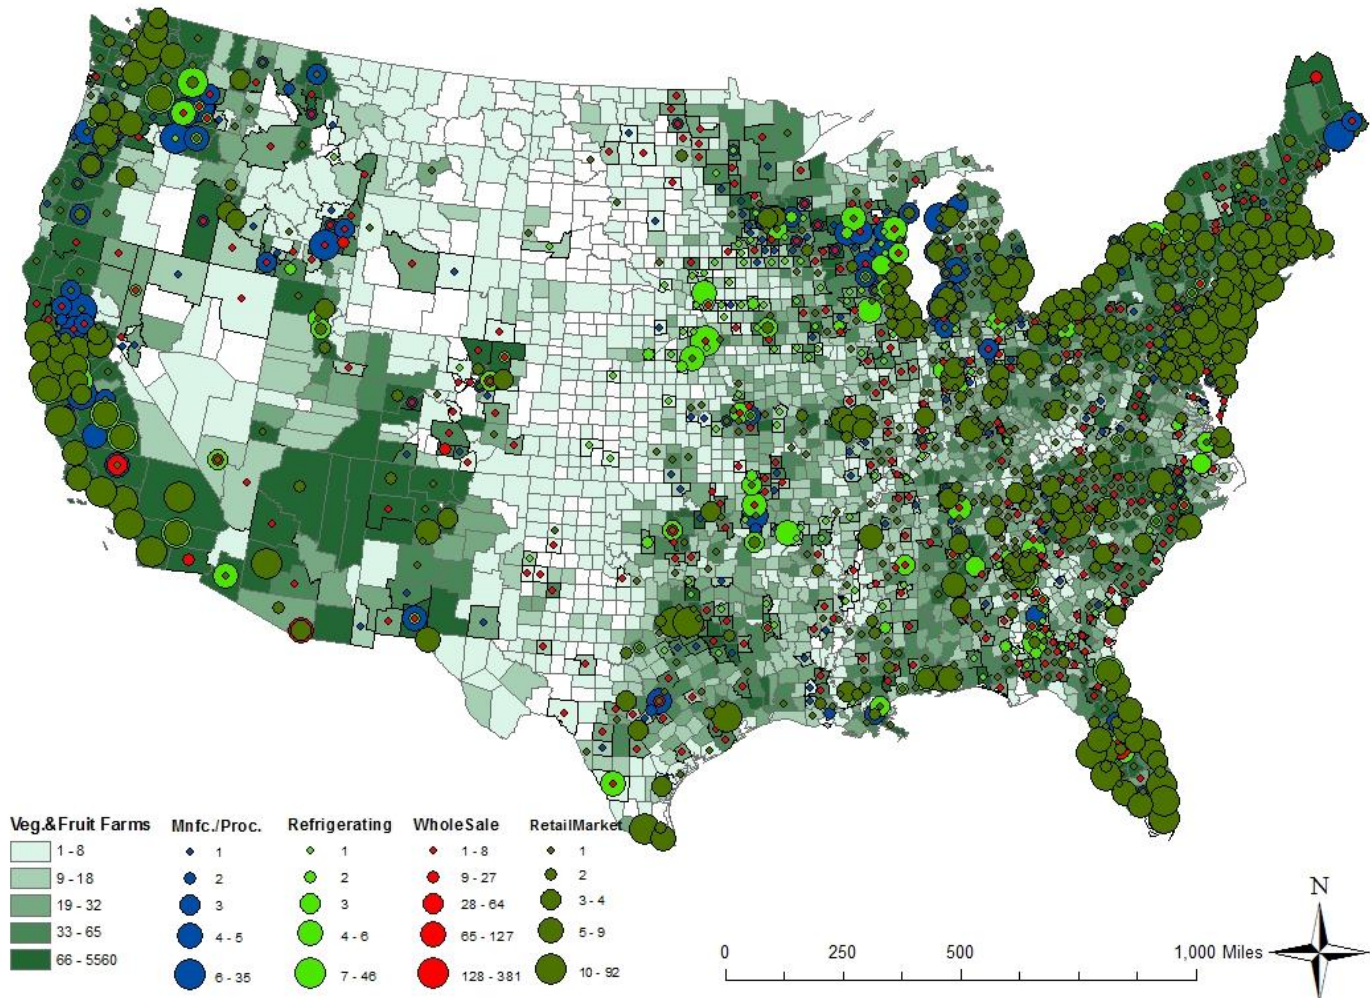 Veg.&Fruit Farms Mnfc./Proc. Refrigerating WholeSale RetailMarket
1 - 8 1 1 1 - 8 1
9 - 18 2 2 9 - 27 2
19 - 32 3 3 28 - 64 3 - 4
33 - 65 4 - 5 4 - 6 65 - 127 5 - 9
66 - 5560 6 - 35 7 - 46 128 - 381 10 - 92
N
0 250 500 1,000 Miles